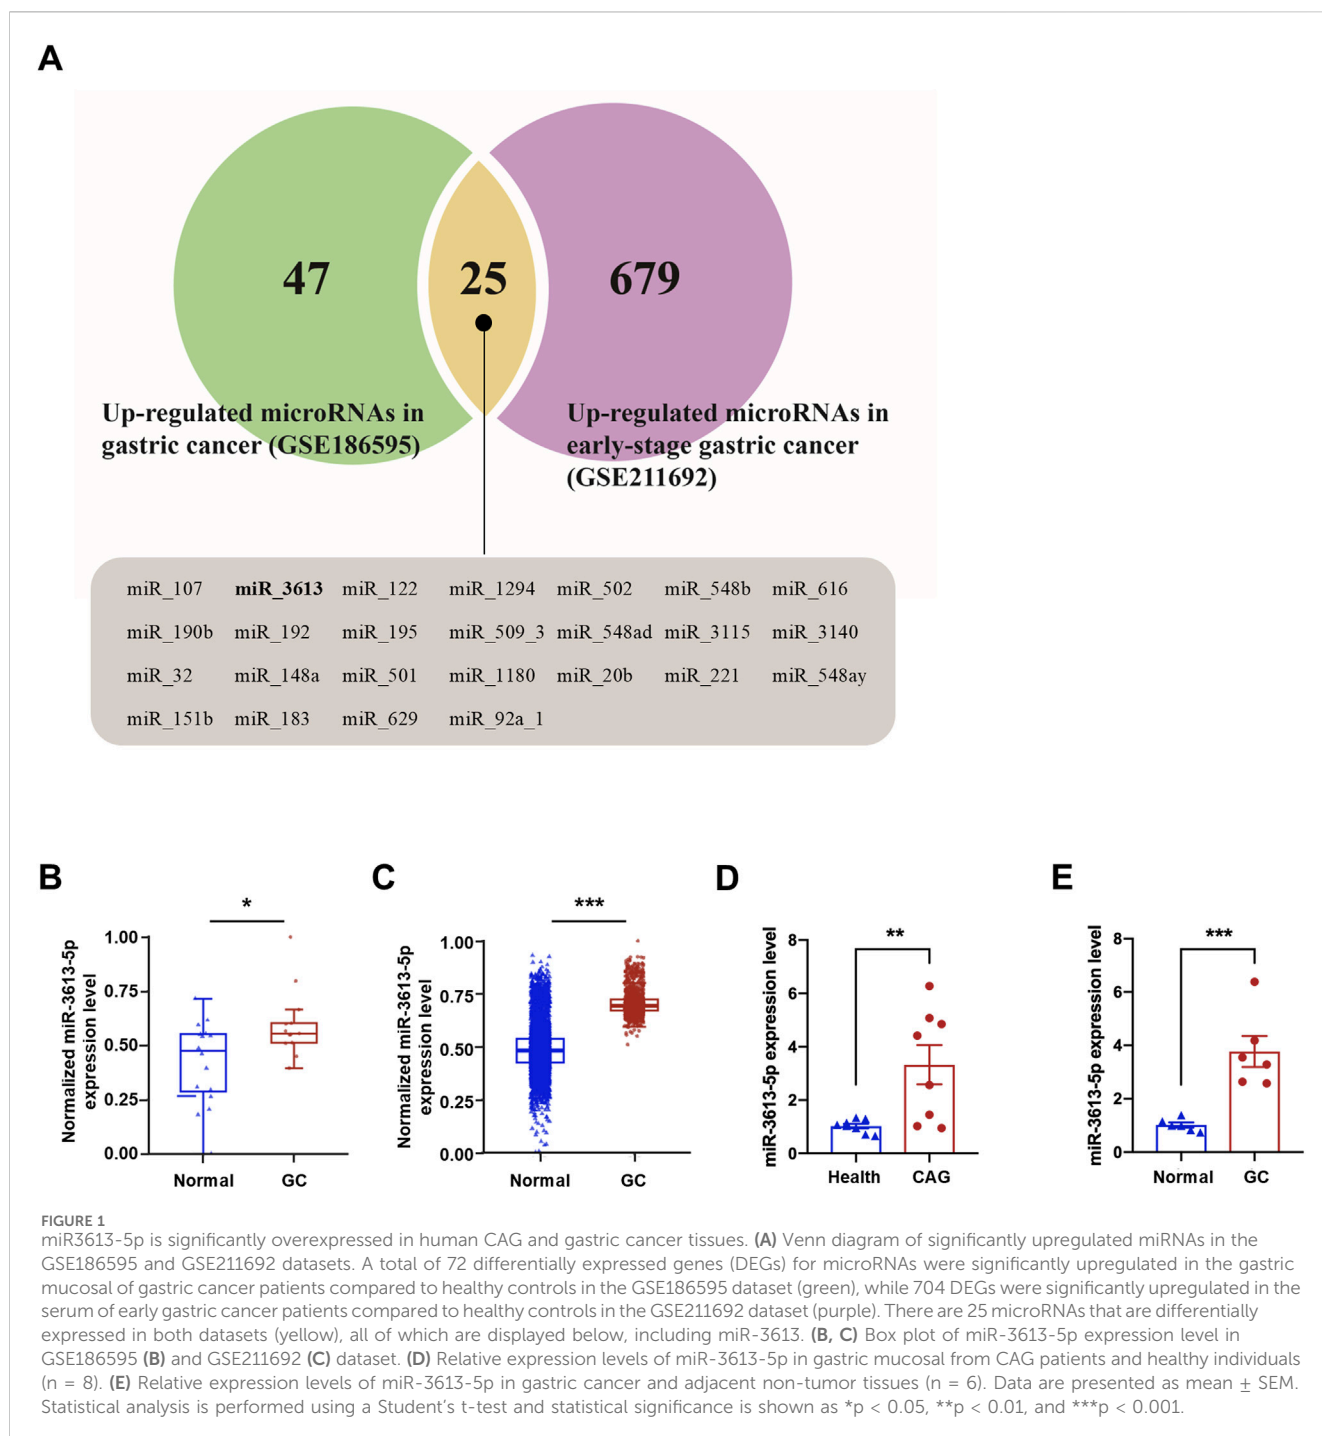 A
47
25
679
Up-regulated microRNAs in
gastric cancer (GSE186595)
Up-regulated microRNAs in
early-stage gastric cancer
(GSE211692)
miR_107 miR_3613 miR_122 miR_1294 miR_502 miR_548b miR_616
miR_190b miR_192 miR_195 miR_509_3 miR_548ad miR_3115 miR_3140
miR_32 miR_148a miR_501 miR_1180 miR_20b miR_221 miR_548ay
miR_151b miR_183 miR_629 miR_92a_1
B
Normalized miR-3613-5p
expression level
1.00
0.75
0.50
0.25
0.00
*
Normal GC
C
Normalized miR-3613-5p
expression level
1.00
0.75
0.50
0.25
0.00
***
Normal GC
D
miR-3613-5p expression level
8
6
4
2
0
**
Health CAG
E
miR-3613-5p expression level
8
6
4
2
0
***
Normal GC
FIGURE 1
miR3613-5p is significantly overexpressed in human CAG and gastric cancer tissues. (A) Venn diagram of significantly upregulated miRNAs in the
GSE186595 and GSE211692 datasets. A total of 72 differentially expressed genes (DEGs) for microRNAs were significantly upregulated in the gastric
mucosal of gastric cancer patients compared to healthy controls in the GSE186595 dataset (green), while 704 DEGs were significantly upregulated in the
serum of early gastric cancer patients compared to healthy controls in the GSE211692 dataset (purple). There are 25 microRNAs that are differentially
expressed in both datasets (yellow), all of which are displayed below, including miR-3613. (B, C) Box plot of miR-3613-5p expression level in
GSE186595 (B) and GSE211692 (C) dataset. (D) Relative expression levels of miR-3613-5p in gastric mucosal from CAG patients and healthy individuals
(n = 8). (E) Relative expression levels of miR-3613-5p in gastric cancer and adjacent non-tumor tissues (n = 6). Data are presented as mean ± SEM.
Statistical analysis is performed using a Student's t-test and statistical significance is shown as *p < 0.05, **p < 0.01, and ***p < 0.001.